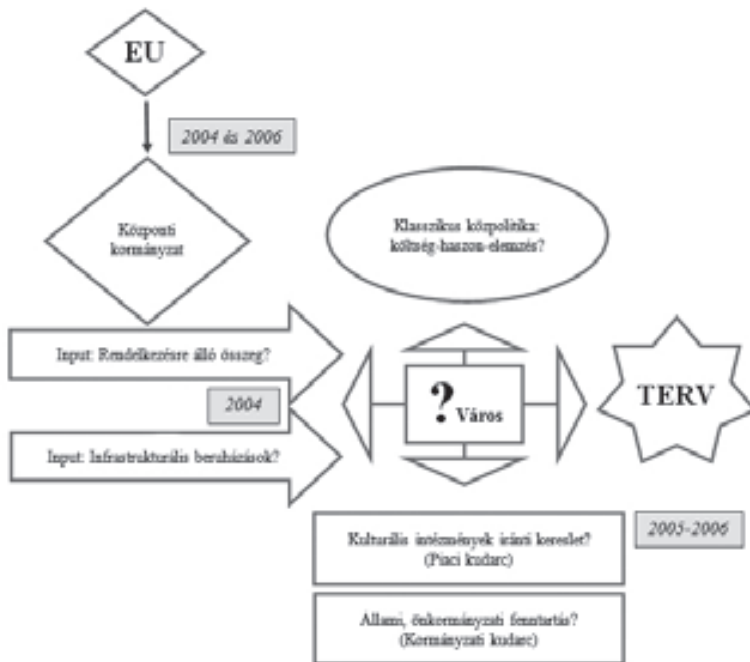 EU
2004 és 2006
Központi
kormányzat
Klasszikus közpolitika:
költség-haszon-elemzés?
Input: Rendelkezésre álló összeg?
2004
? Város
TERV
Input: Infrastrukturális beruházások?
Kulturális intézmények iránti kereslet?
(Piaci kudarc)
2005-2006
Állami, önkormányzati fenntartás?
(Kormányzati kudarc)